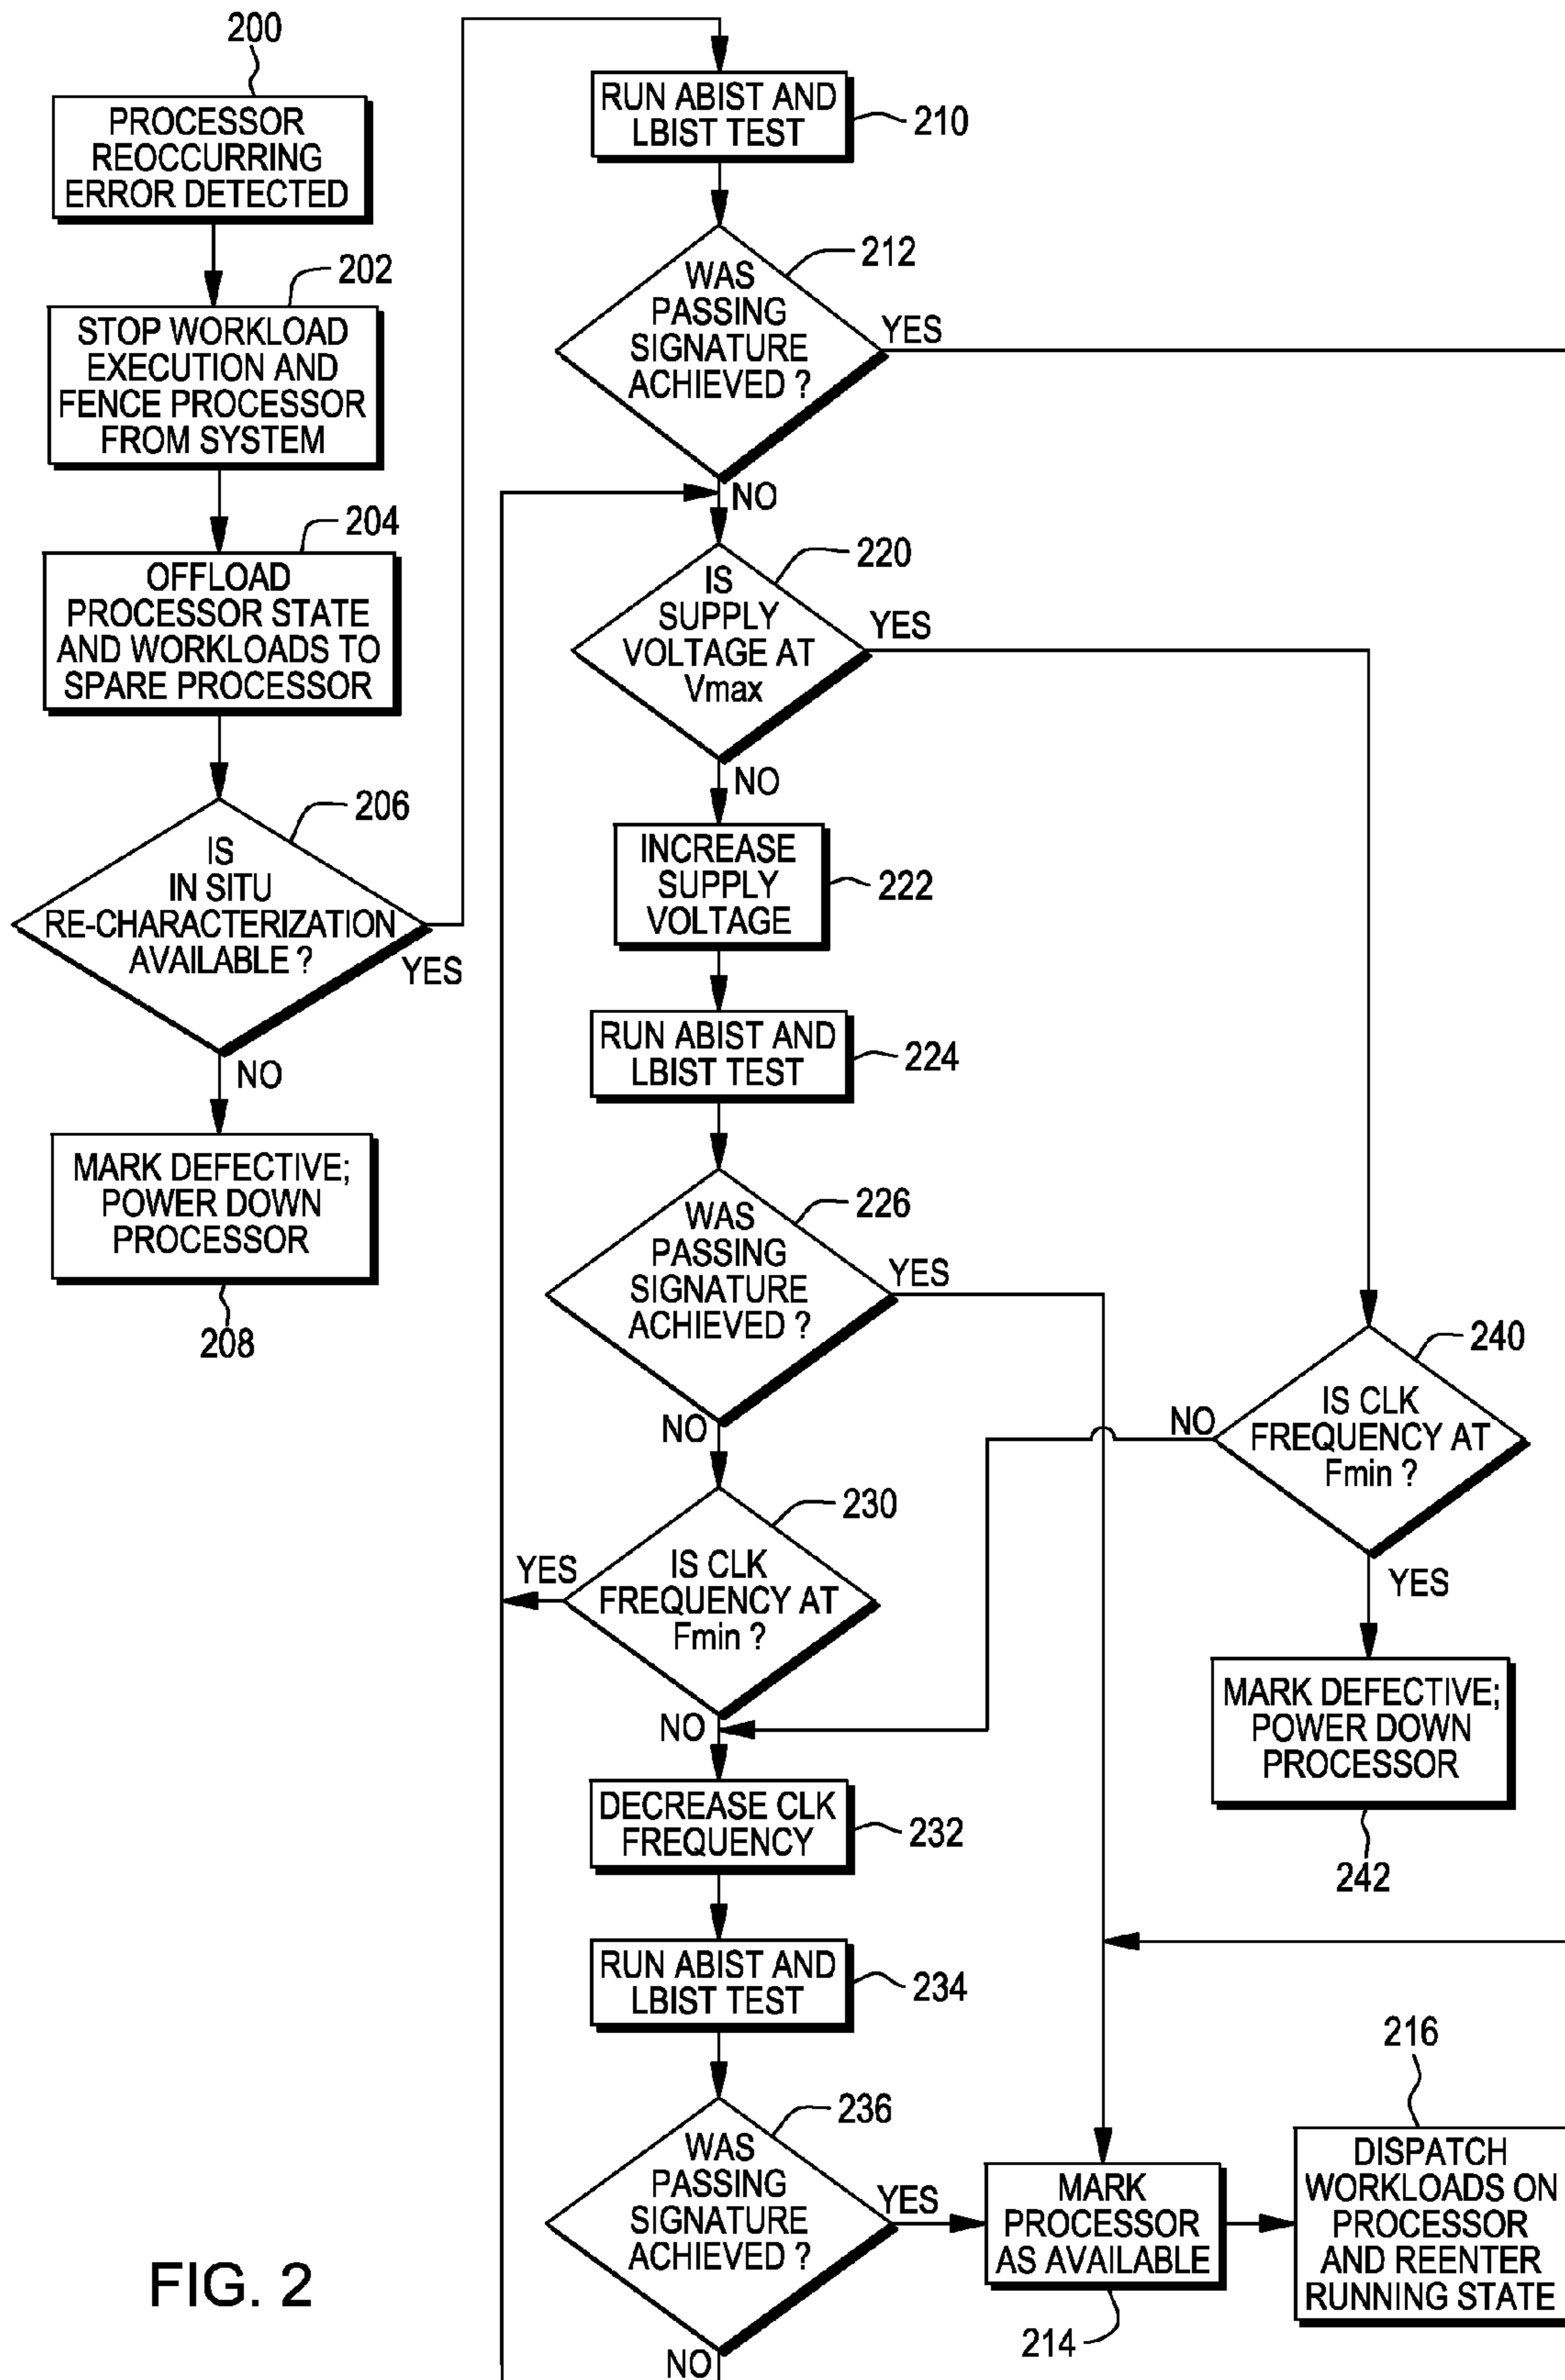 200
PROCESSOR
REOCCURRING
ERROR DETECTED
202
STOP WORKLOAD
EXECUTION AND
FENCE PROCESSOR
FROM SYSTEM
204
OFFLOAD
PROCESSOR STATE
AND WORKLOADS TO
SPARE PROCESSOR
206
IS
IN SITU
RE-CHARACTERIZATION
AVAILABLE ?
YES
NO
MARK DEFECTIVE;
POWER DOWN
PROCESSOR
208
RUN ABIST AND
LBIST TEST
210
212
WAS
PASSING
SIGNATURE
ACHIEVED ?
YES
NO
220
IS
SUPPLY
VOLTAGE AT
Vmax
YES
NO
INCREASE
SUPPLY
VOLTAGE
222
RUN ABIST AND
LBIST TEST
224
226
WAS
PASSING
SIGNATURE
ACHIEVED ?
YES
NO
230
IS CLK
FREQUENCY AT
Fmin ?
YES
NO
240
IS CLK
FREQUENCY AT
Fmin ?
NO
YES
MARK DEFECTIVE;
POWER DOWN
PROCESSOR
242
DECREASE CLK
FREQUENCY
232
RUN ABIST AND
LBIST TEST
234
236
WAS
PASSING
SIGNATURE
ACHIEVED ?
YES
NO
MARK
PROCESSOR
AS AVAILABLE
214
216
DISPATCH
WORKLOADS ON
PROCESSOR
AND REENTER
RUNNING STATE
FIG. 2